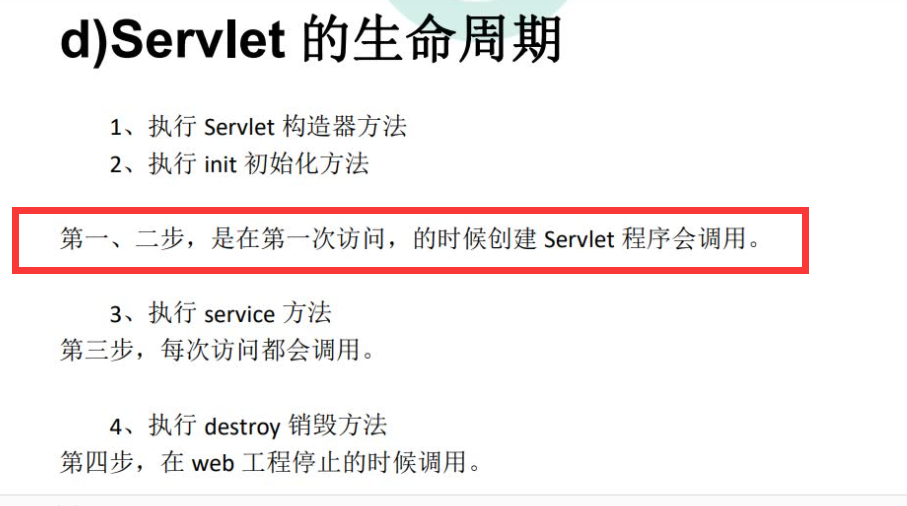 d)Servlet 的生命周期
1、执行 Servlet 构造器方法
2、执行 init 初始化方法
第一、二步，是在第一次访问，的时候创建 Servlet 程序会调用。
3、执行 service 方法
第三步，每次访问都会调用。
4、执行 destroy 销毁方法
第四步，在 web 工程停止的时候调用。